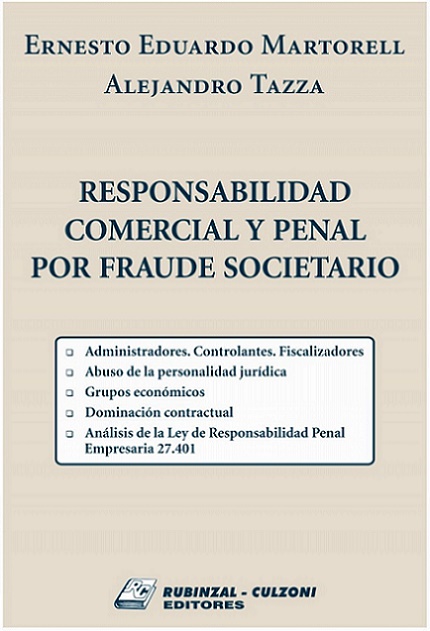 ERNESTO EDUARDO MARTORELL
ALEJANDRO TAZZA
RESPONSABILIDAD
COMERCIAL Y PENAL
POR FRAUDE SOCIETARIO
❑ Administradores. Controlantes. Fiscalizadores
❑ Abuso de la personalidad jurídica
❑ Grupos económicos
❑ Dominación contractual
❑ Análisis de la Ley de Responsabilidad Penal
Empresaria 27.401
RC
RUBINZAL - CULZONI
EDITORES